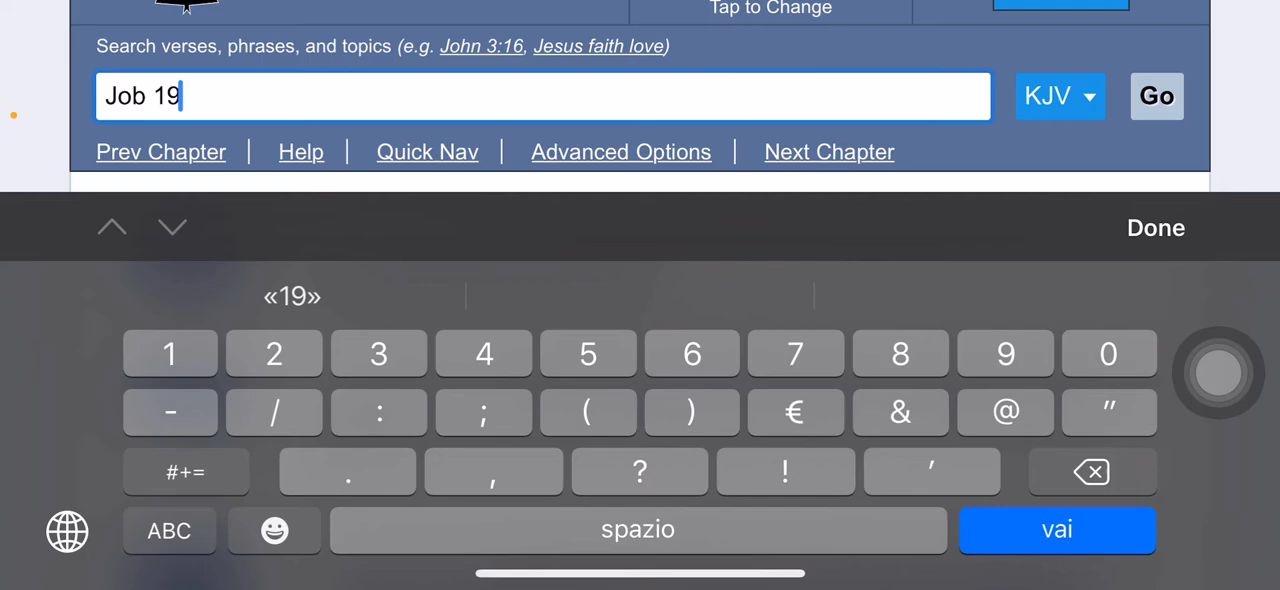 Tap to Change
Search verses, phrases, and topics (e.g. John 3:16, Jesus faith love)
Job 19
KJV
Go
Prev Chapter | Help | Quick Nav | Advanced Options | Next Chapter
Done
«19»
1 2 3 4 5 6 7 8 9 0
- / : ; ( ) € & @ "
#+= . , ? ! '
ABC spazio vai